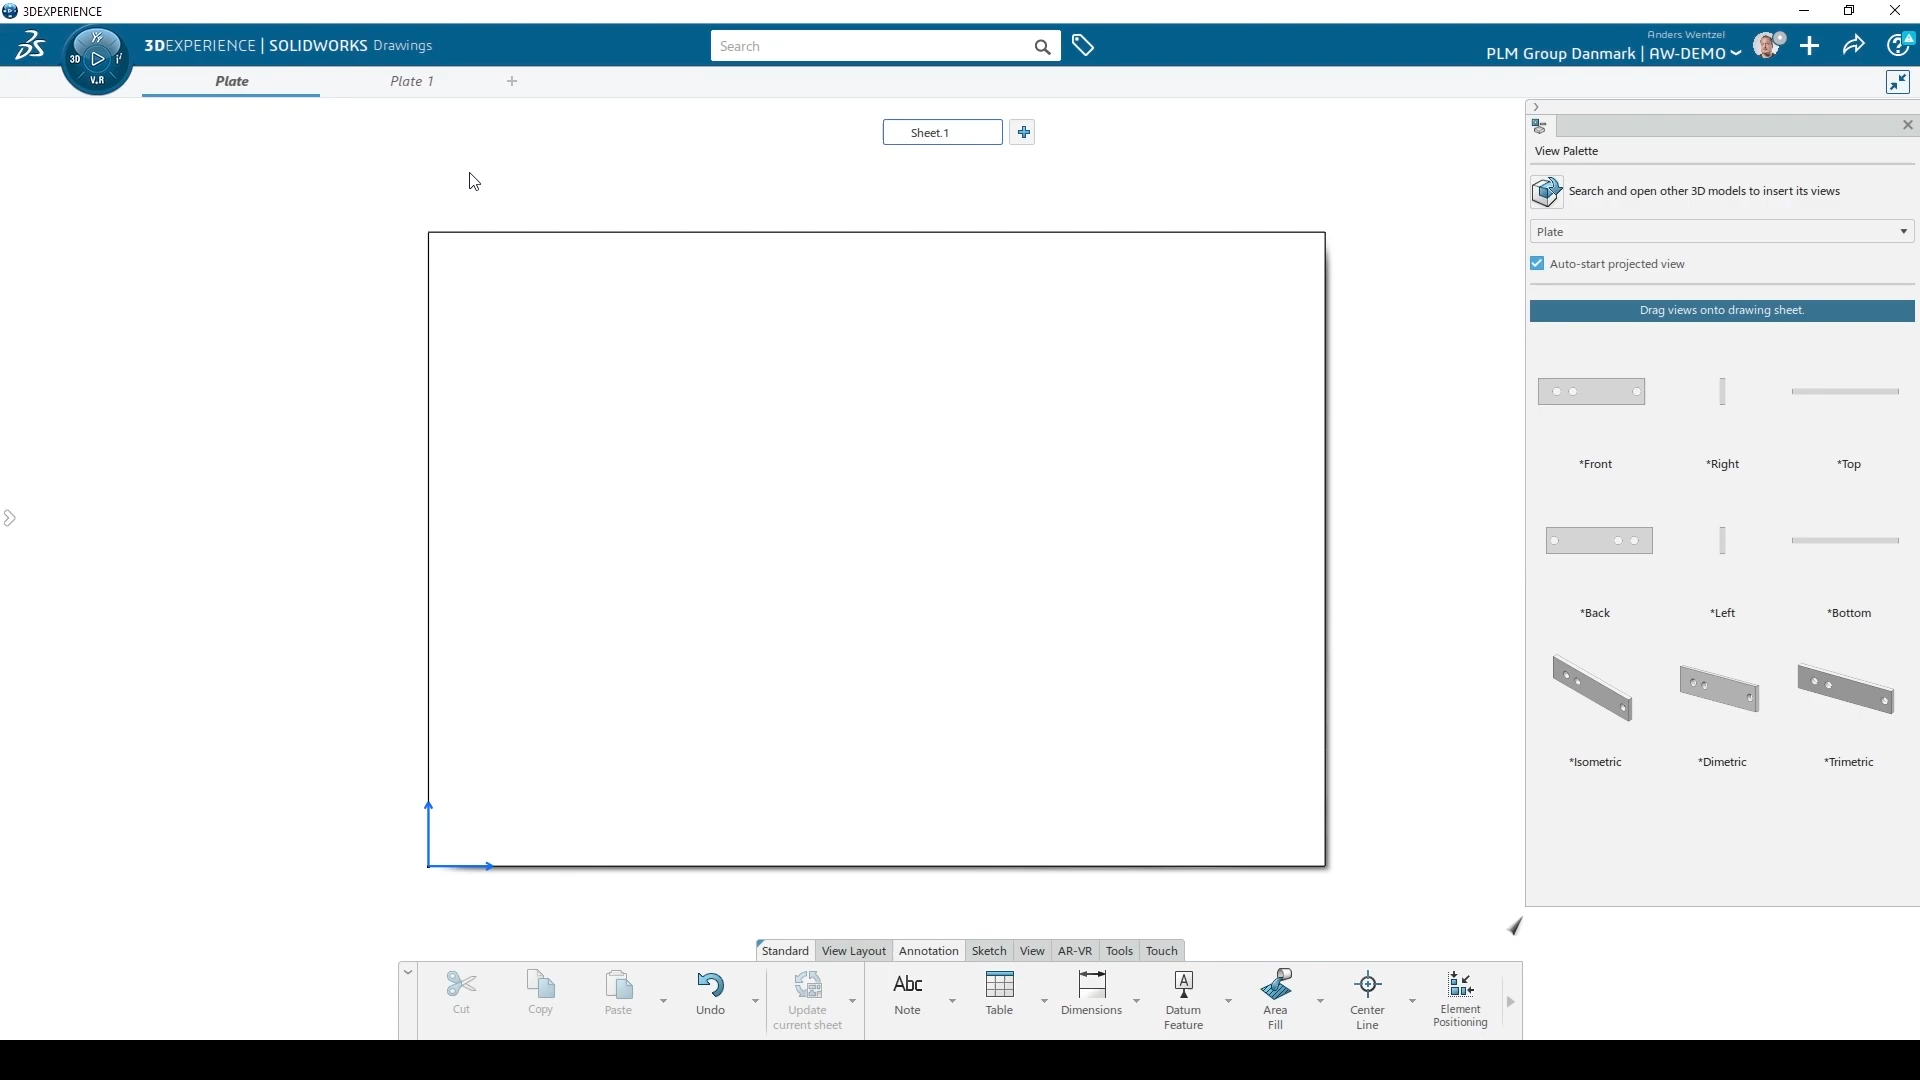 3DEXPERIENCE
3DEXPERIENCE | SOLIDWORKS Drawings
Search
Anders Wentzel
PLM Group Danmark | AW-DEMO
3D
V.R
Plate
Plate 1
Sheet.1
View Palette
Search and open other 3D models to insert its views
Plate
Auto-start projected view
Drag views onto drawing sheet.
*Front
*Right
*Top
*Back
*Left
*Bottom
*Isometric
*Dimetric
*Trimetric
Standard
View Layout
Annotation
Sketch
View
AR-VR
Tools
Touch
Cut
Copy
Paste
Undo
Update
current sheet
Abc
Note
Table
Dimensions
A
Datum
Feature
Area
Fill
Center
Line
Element
Positioning